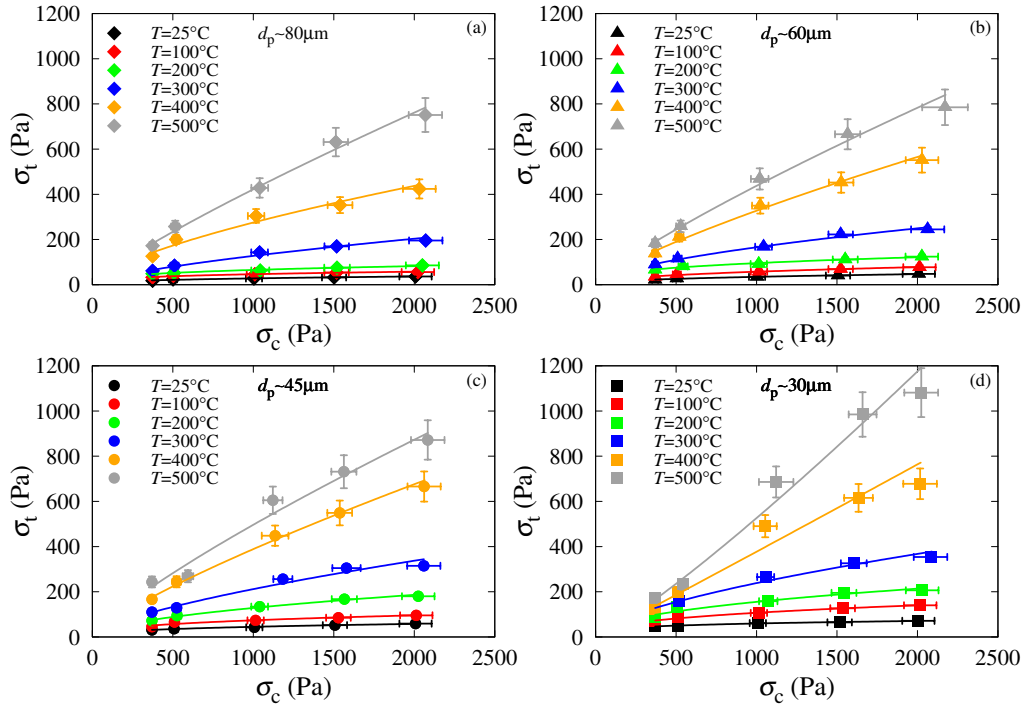 1200
1000
800
600
400
200
0
σt (Pa)
(a)
dp~80μm
T=25°C
T=100°C
T=200°C
T=300°C
T=400°C
T=500°C
0 500 1000 1500 2000 2500
σc (Pa)
1200
1000
800
600
400
200
0
σt (Pa)
(b)
dp~60μm
T=25°C
T=100°C
T=200°C
T=300°C
T=400°C
T=500°C
0 500 1000 1500 2000 2500
σc (Pa)
1200
1000
800
600
400
200
0
σt (Pa)
(c)
dp~45μm
T=25°C
T=100°C
T=200°C
T=300°C
T=400°C
T=500°C
0 500 1000 1500 2000 2500
σc (Pa)
1200
1000
800
600
400
200
0
σt (Pa)
(d)
dp~30μm
T=25°C
T=100°C
T=200°C
T=300°C
T=400°C
T=500°C
0 500 1000 1500 2000 2500
σc (Pa)